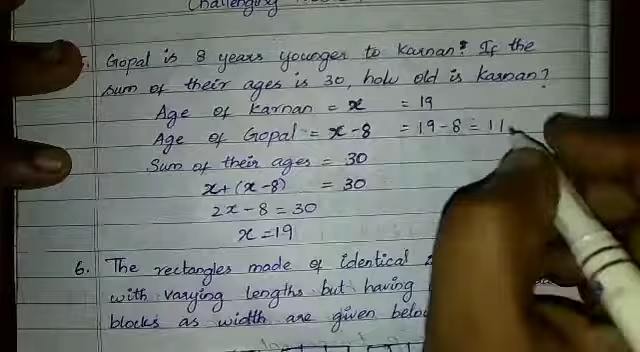 Challenging
Gopal is 8 years younger to Karnan? If the
sum of their ages is 30, how old is Karnan?
Age of Karnan = x = 19
Age of Gopal = x-8 = 19-8 = 11
Sum of their ages = 30
x+(x-8) = 30
2x-8 = 30
x = 19
6. The rectangles made of identical
with varying lengths but having
blocks as width are given below